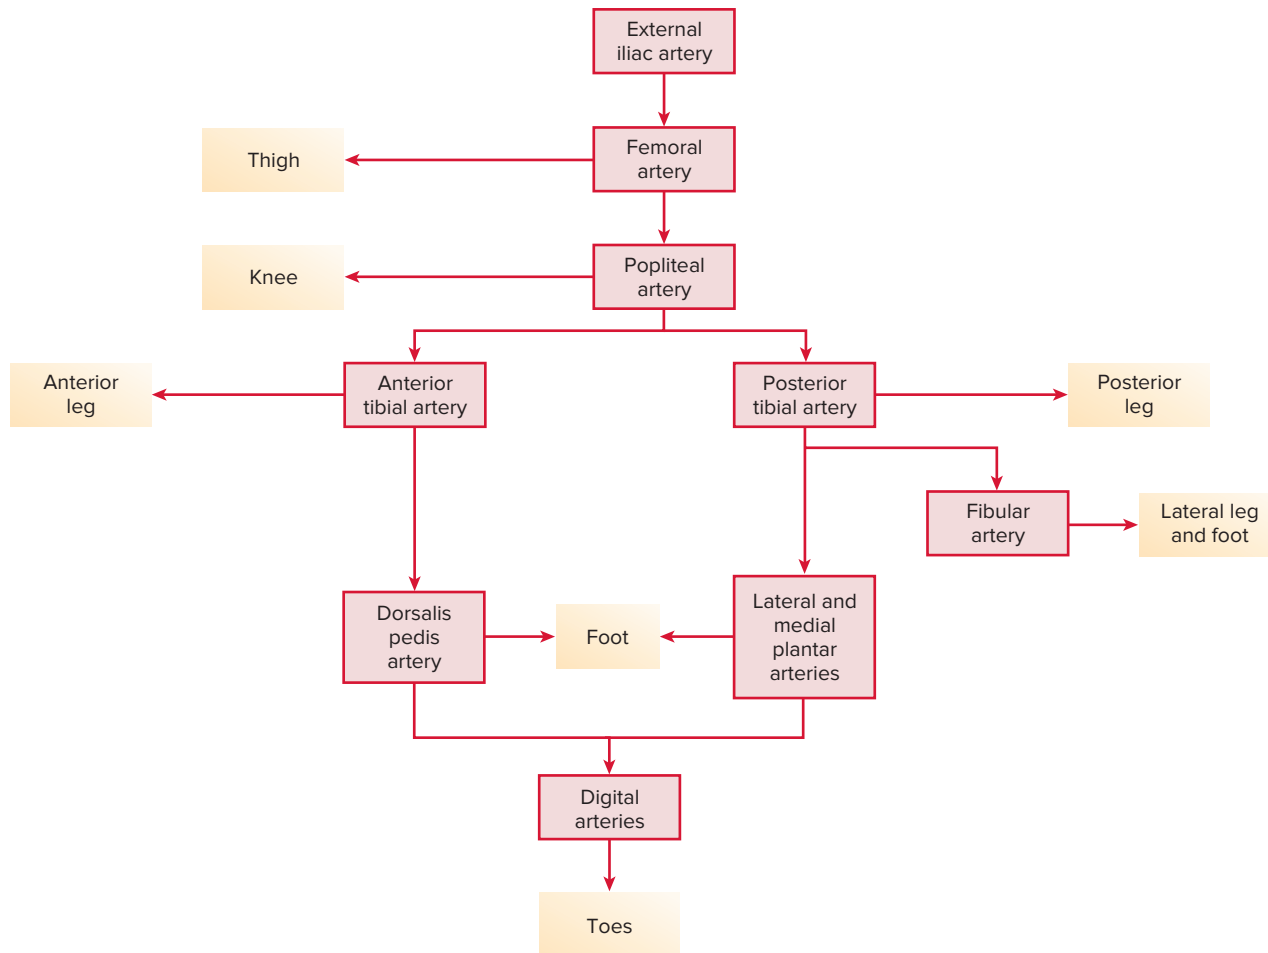 External
iliac artery
Thigh
Femoral
artery
Knee
Popliteal
artery
Anterior
leg
Anterior
tibial artery
Posterior
tibial artery
Posterior
leg
Fibular
artery
Lateral leg
and foot
Dorsalis
pedis
artery
Foot
Lateral and
medial
plantar
arteries
Digital
arteries
Toes